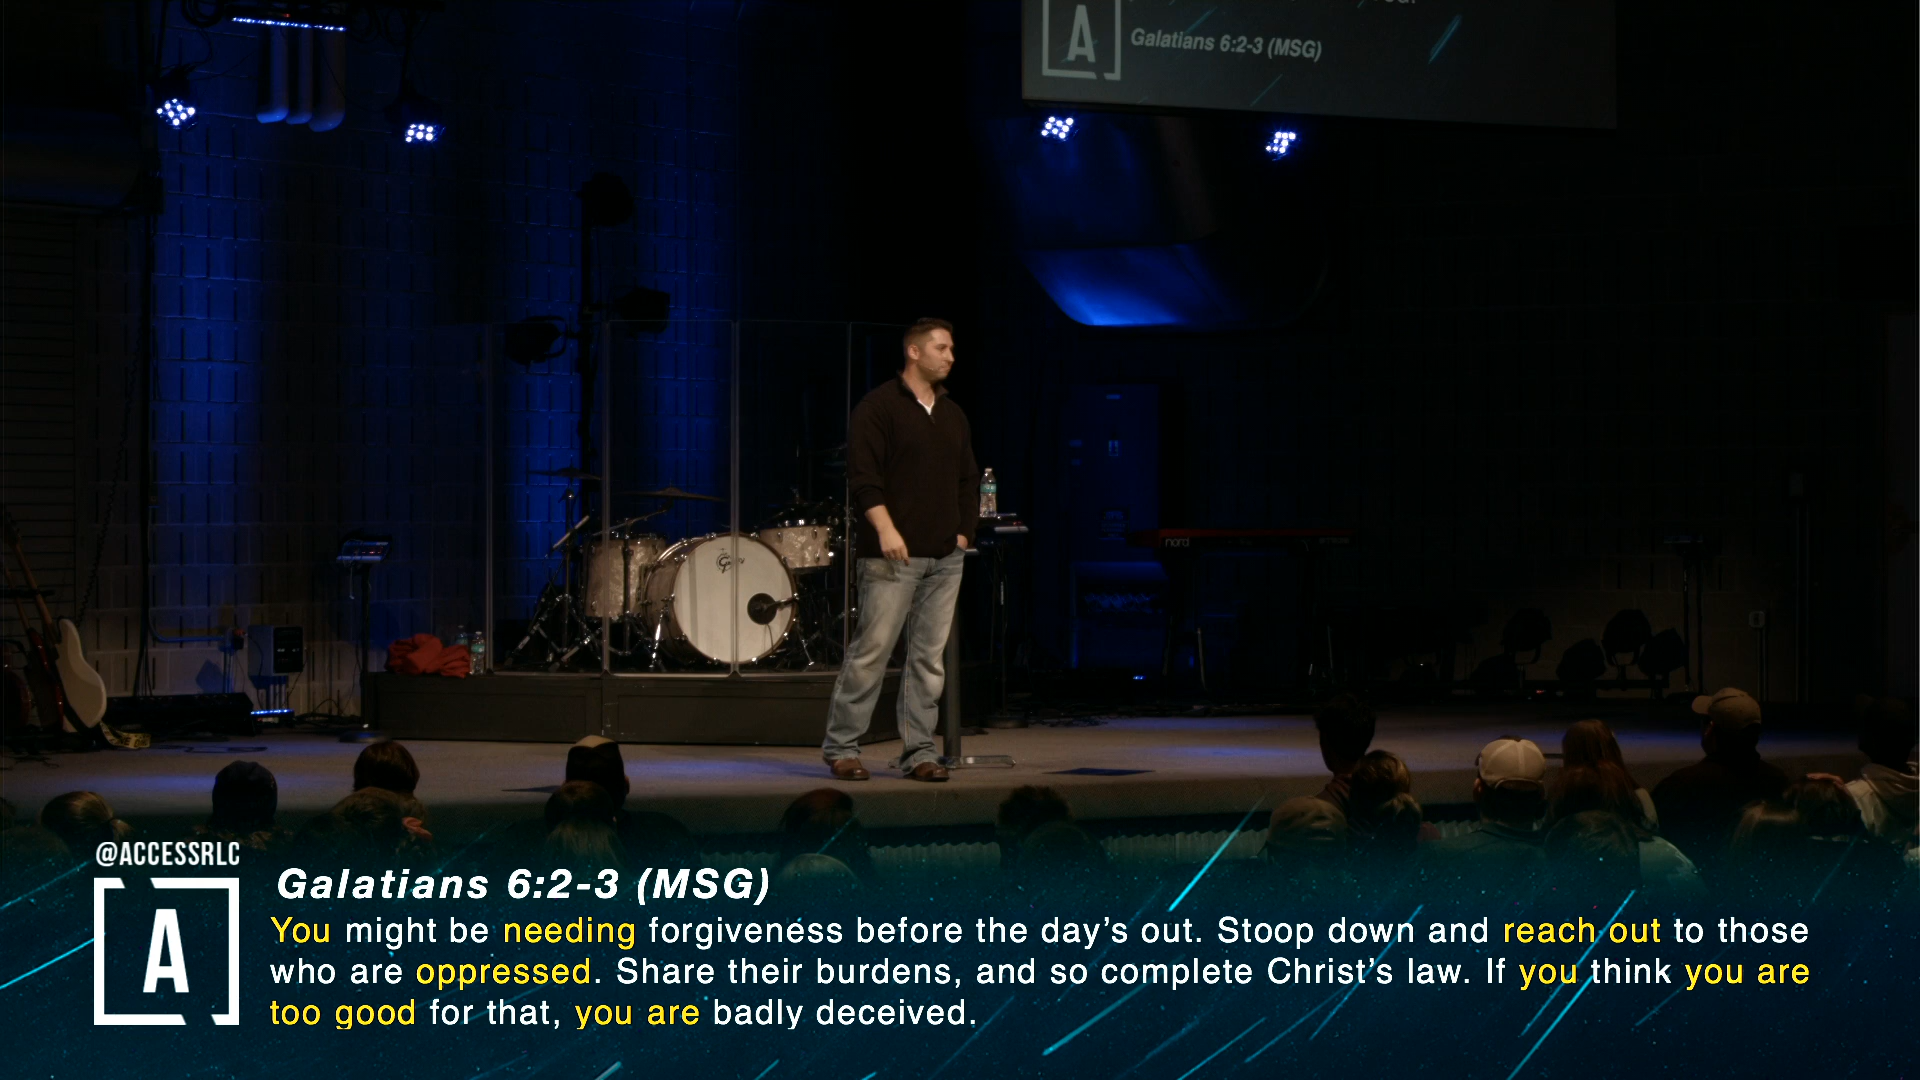 Galatians 6:2-3 (MSG)
A
nord
@ACCESSRLC
A
Galatians 6:2-3 (MSG)
You might be needing forgiveness before the day's out. Stoop down and reach out to those
who are oppressed. Share their burdens, and so complete Christ's law. If you think you are
too good for that, you are badly deceived.